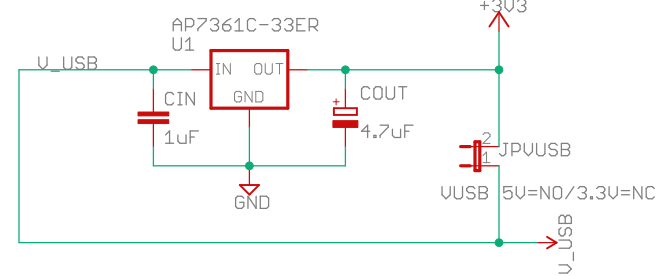 +3V3
AP7361C-33ER
U1
V_USB
IN
OUT
GND
CIN
1uF
COUT
+
4.7uF
2
1
JPVUSB
GND
VUSB 5V=NO/3.3V=NC
V_USB